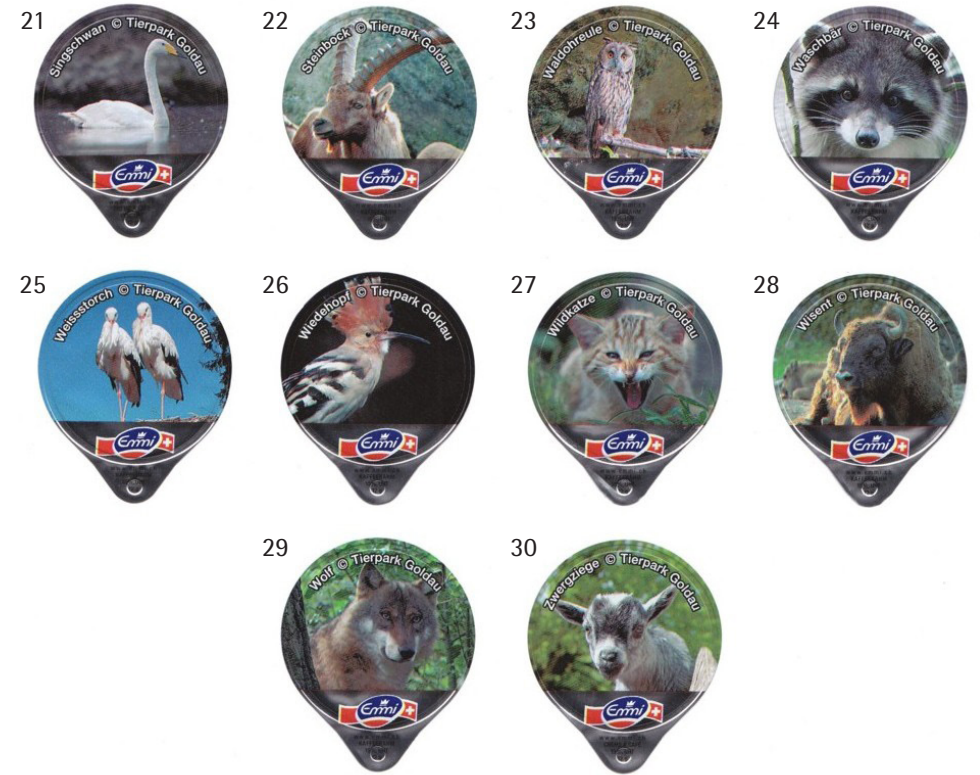 21
Singschwan © Tierpark Goldau
Emmi
22
Steinbock © Tierpark Goldau
Emmi
23
Waldohreule © Tierpark Goldau
Emmi
24
Waschbär © Tierpark Goldau
Emmi
25
Weissstorch © Tierpark Goldau
Emmi
26
Wiedehopf © Tierpark Goldau
Emmi
27
Wildkatze © Tierpark Goldau
Emmi
28
Wisent © Tierpark Goldau
Emmi
29
Wolf © Tierpark Goldau
Emmi
30
Zwergziege © Tierpark Goldau
Emmi